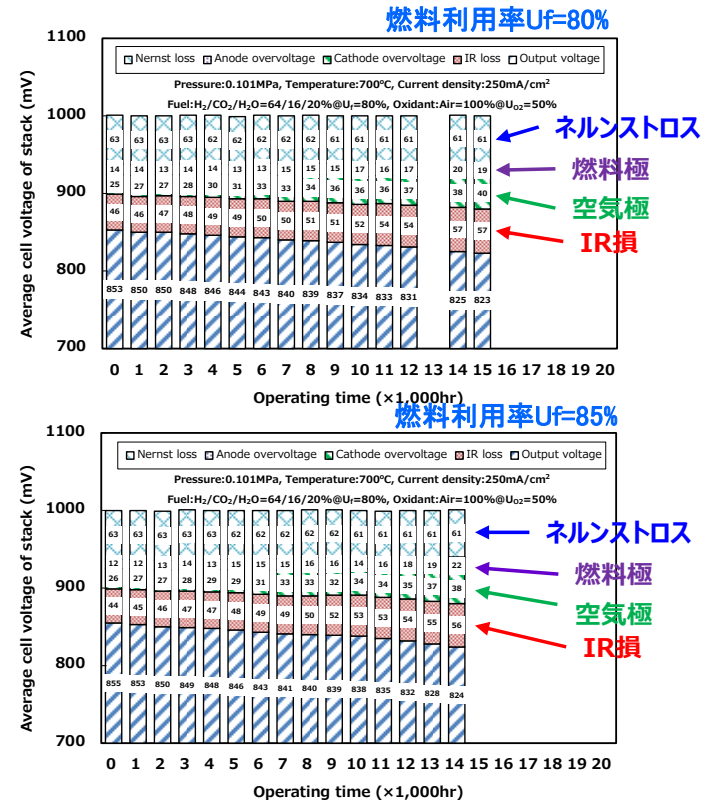 燃料利用率Uf=80%
1100
Nernst loss Anode overvoltage Cathode overvoltage IR loss Output voltage
Pressure:0.101MPa, Temperature:700℃, Current density:250mA/cm²
Fuel:H₂/CO₂/H₂O=64/16/20%@Uf=80%, Oxidant:Air=100%@U_O2=50%
1000
63 63 63 63 62 62 62 62 62 61 61 61 61 61 61
ネルンストロス
14 14 13 14 14 13 13 15 15 15 17 16 17 20 19
燃料極
25 27 27 28 30 31 33 33 34 36 36 36 37 38 40
900
空気極
46 46 47 48 49 49 50 50 51 51 52 54 54 57 57
IR損
800
853 850 850 848 846 844 843 840 839 837 834 833 831 825 823
700
0 1 2 3 4 5 6 7 8 9 10 11 12 13 14 15 16 17 18 19 20
Average cell voltage of stack (mV)
Operating time (×1,000hr)
燃料利用率Uf=85%
1100
Nernst loss Anode overvoltage Cathode overvoltage IR loss Output voltage
Pressure:0.101MPa, Temperature:700℃, Current density:250mA/cm²
Fuel:H₂/CO₂/H₂O=64/16/20%@Uf=80%, Oxidant:Air=100%@U_O2=50%
1000
63 63 63 63 63 62 62 62 62 62 61 61 61 61 61
ネルンストロス
12 12 13 14 13 15 15 15 16 16 14 16 18 19 22
燃料極
26 27 27 28 29 29 31 33 33 32 34 34 35 37 38
900
空気極
44 45 46 47 47 48 49 49 50 52 53 53 54 55 56
IR損
800
855 853 850 849 848 846 843 841 840 839 838 835 832 828 824
700
0 1 2 3 4 5 6 7 8 9 10 11 12 13 14 15 16 17 18 19 20
Average cell voltage of stack (mV)
Operating time (×1,000hr)